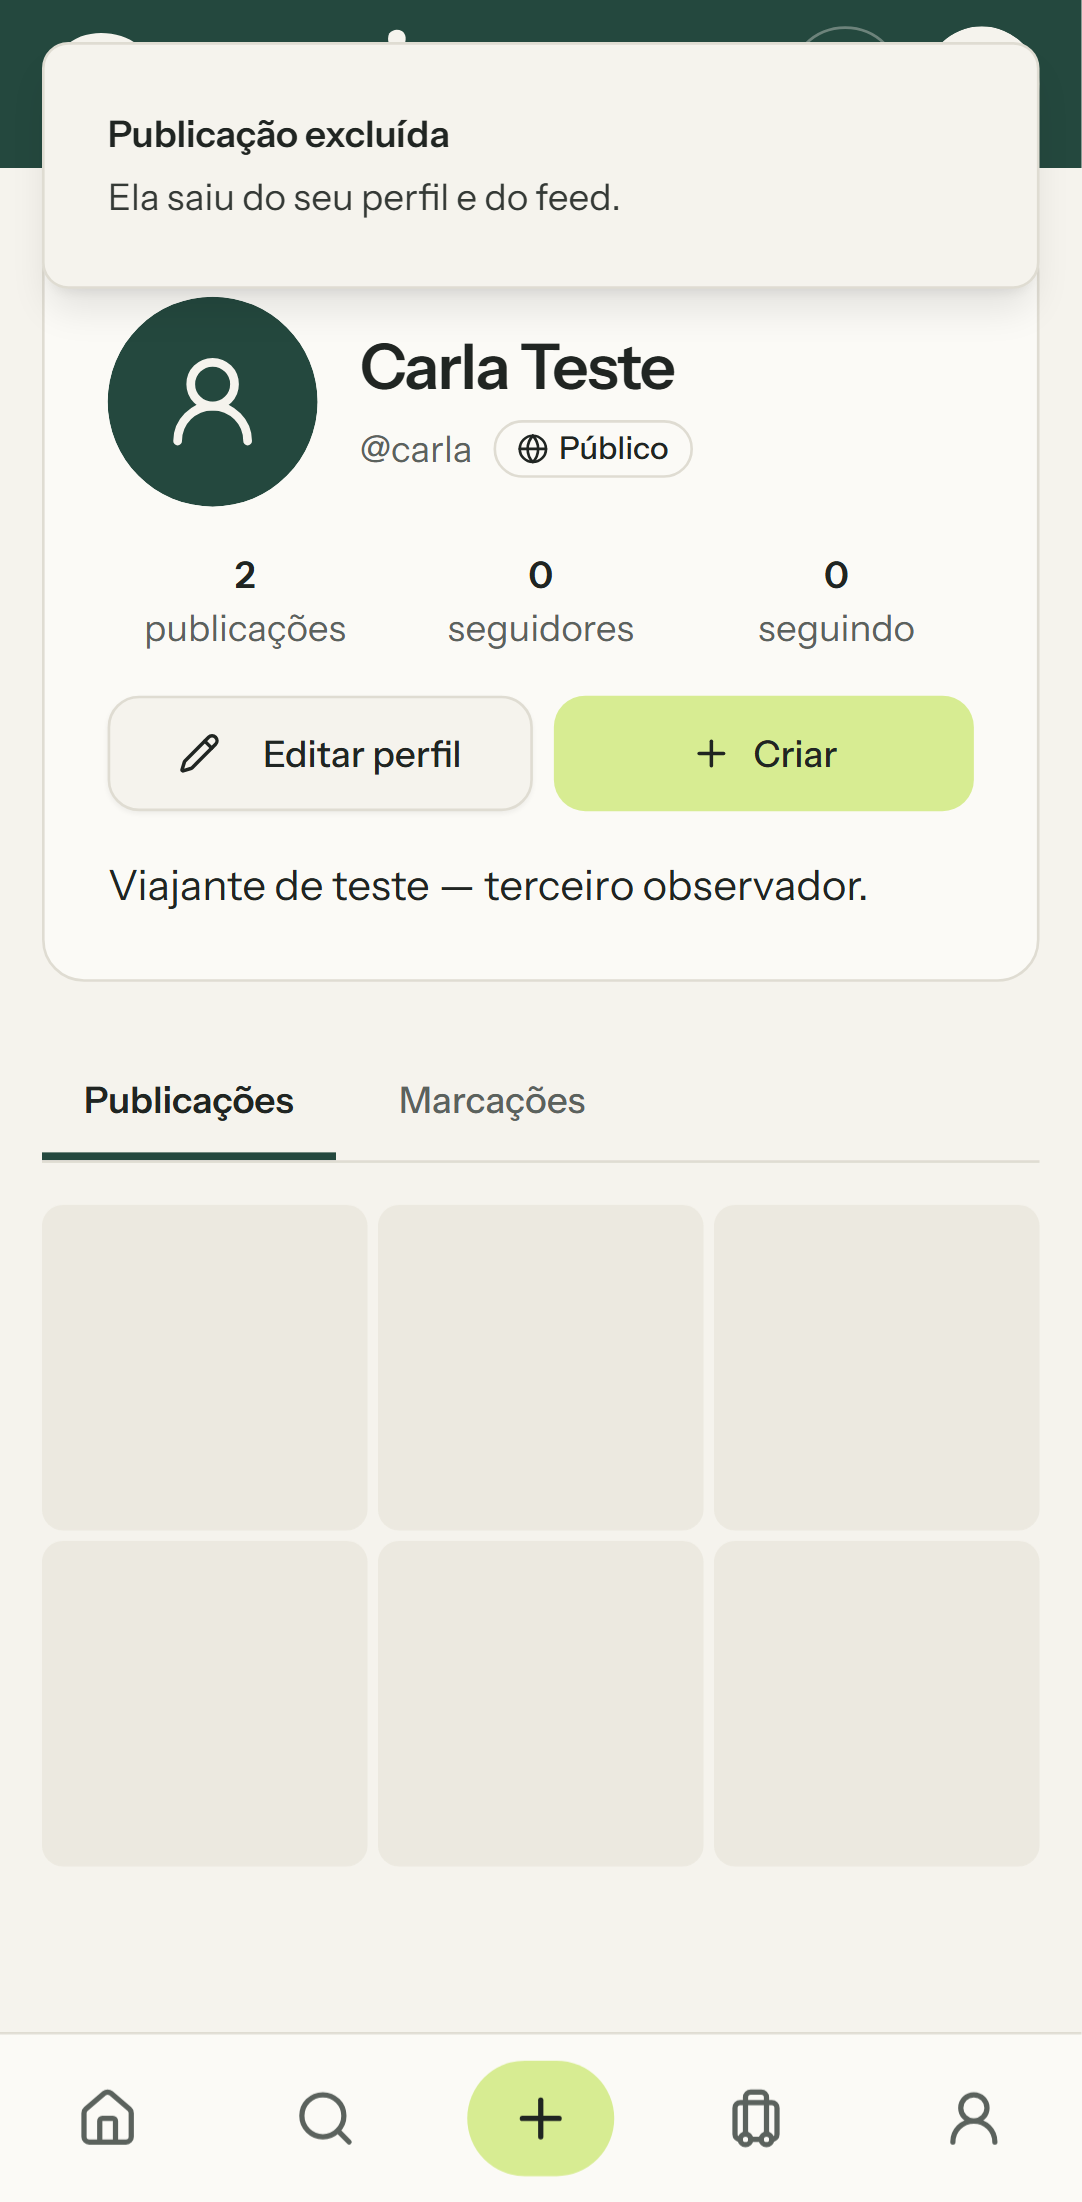 Publicação excluída
Ela saiu do seu perfil e do feed.
Carla Teste
@carla Público
2 0 0
publicações seguidores seguindo
Editar perfil Criar
Viajante de teste — terceiro observador.
Publicações Marcações